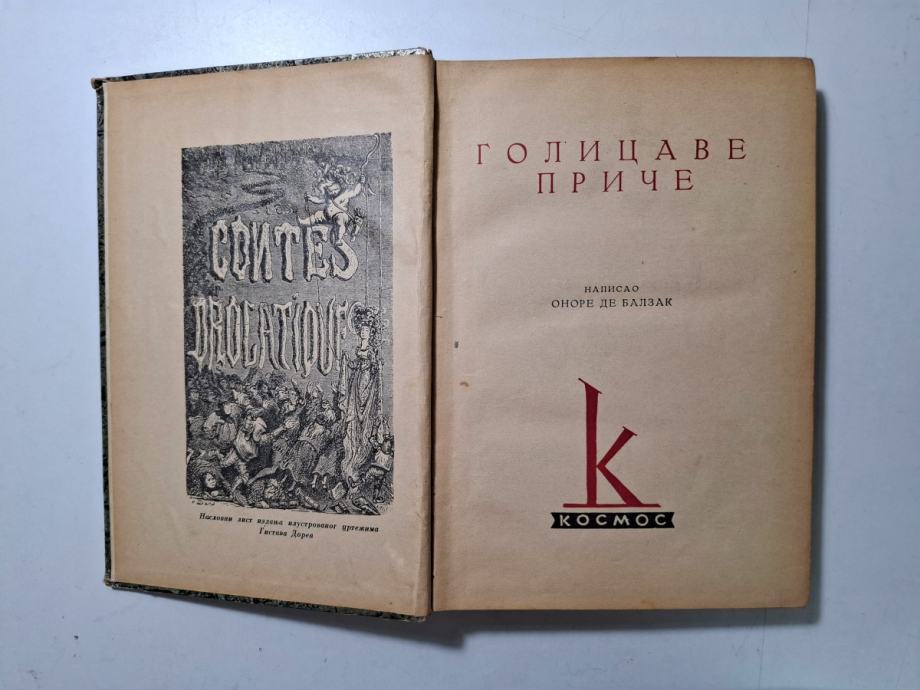 CONTES
DROLATIQUES
Насловни лист издања илустрованог цртежима
Гистава Дореа
ГОЛИЦАВЕ
ПРИЧЕ
НАПИСАО
ОНОРЕ ДЕ БАЛЗАК
k
КОСМОС